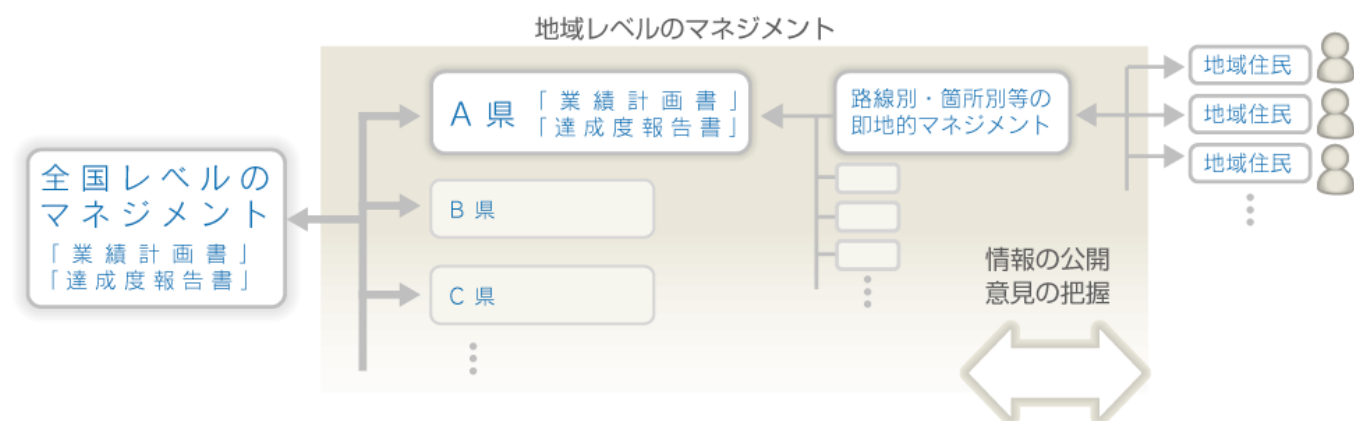 地域レベルのマネジメント
全国レベルの
マネジメント
「業績計画書」
「達成度報告書」
A県
「業績計画書」
「達成度報告書」
B県
C県
路線別・箇所別等の
即地的マネジメント
地域住民
地域住民
地域住民
情報の公開
意見の把握